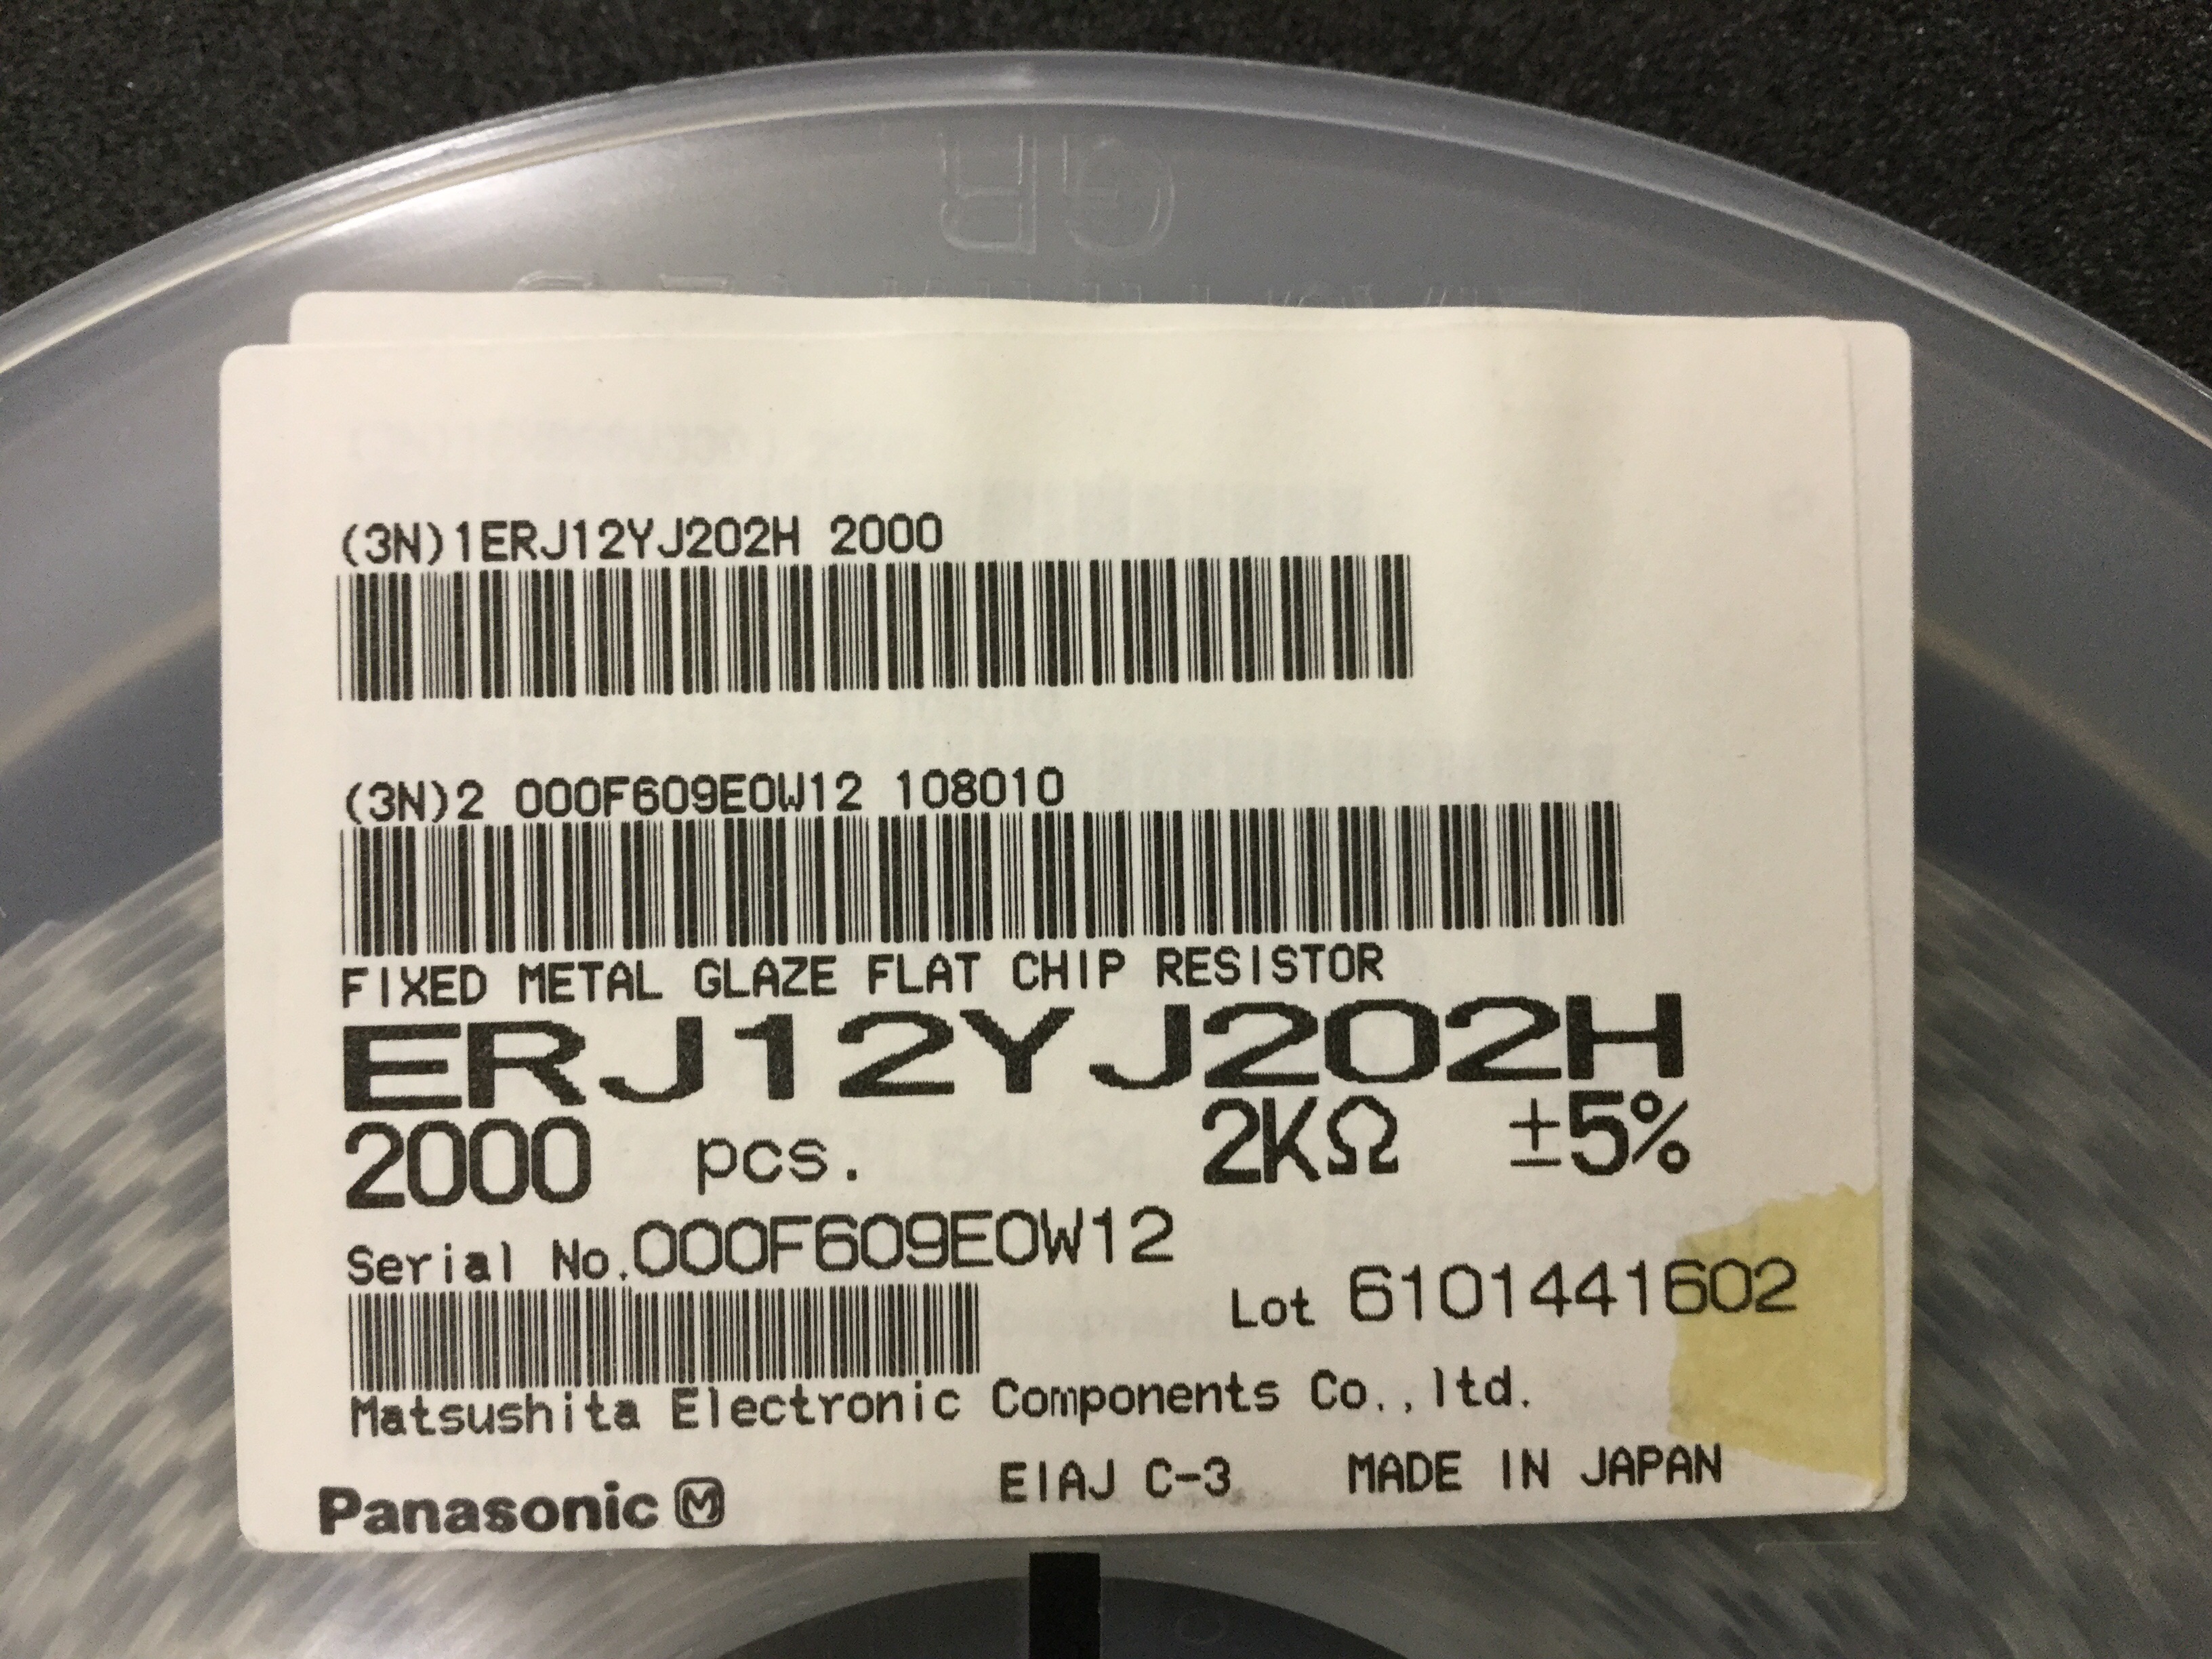 (3N)1ERJ12YJ202H 2000
(3N)2 000F609E0W12 108010
FIXED METAL GLAZE FLAT CHIP RESISTOR
ERJ12YJ202H
2000 pcs. 2KΩ ±5%
Serial No.000F609E0W12
Lot 6101441602
Matsushita Electronic Components Co.,ltd.
EIAJ C-3 MADE IN JAPAN
Panasonic M